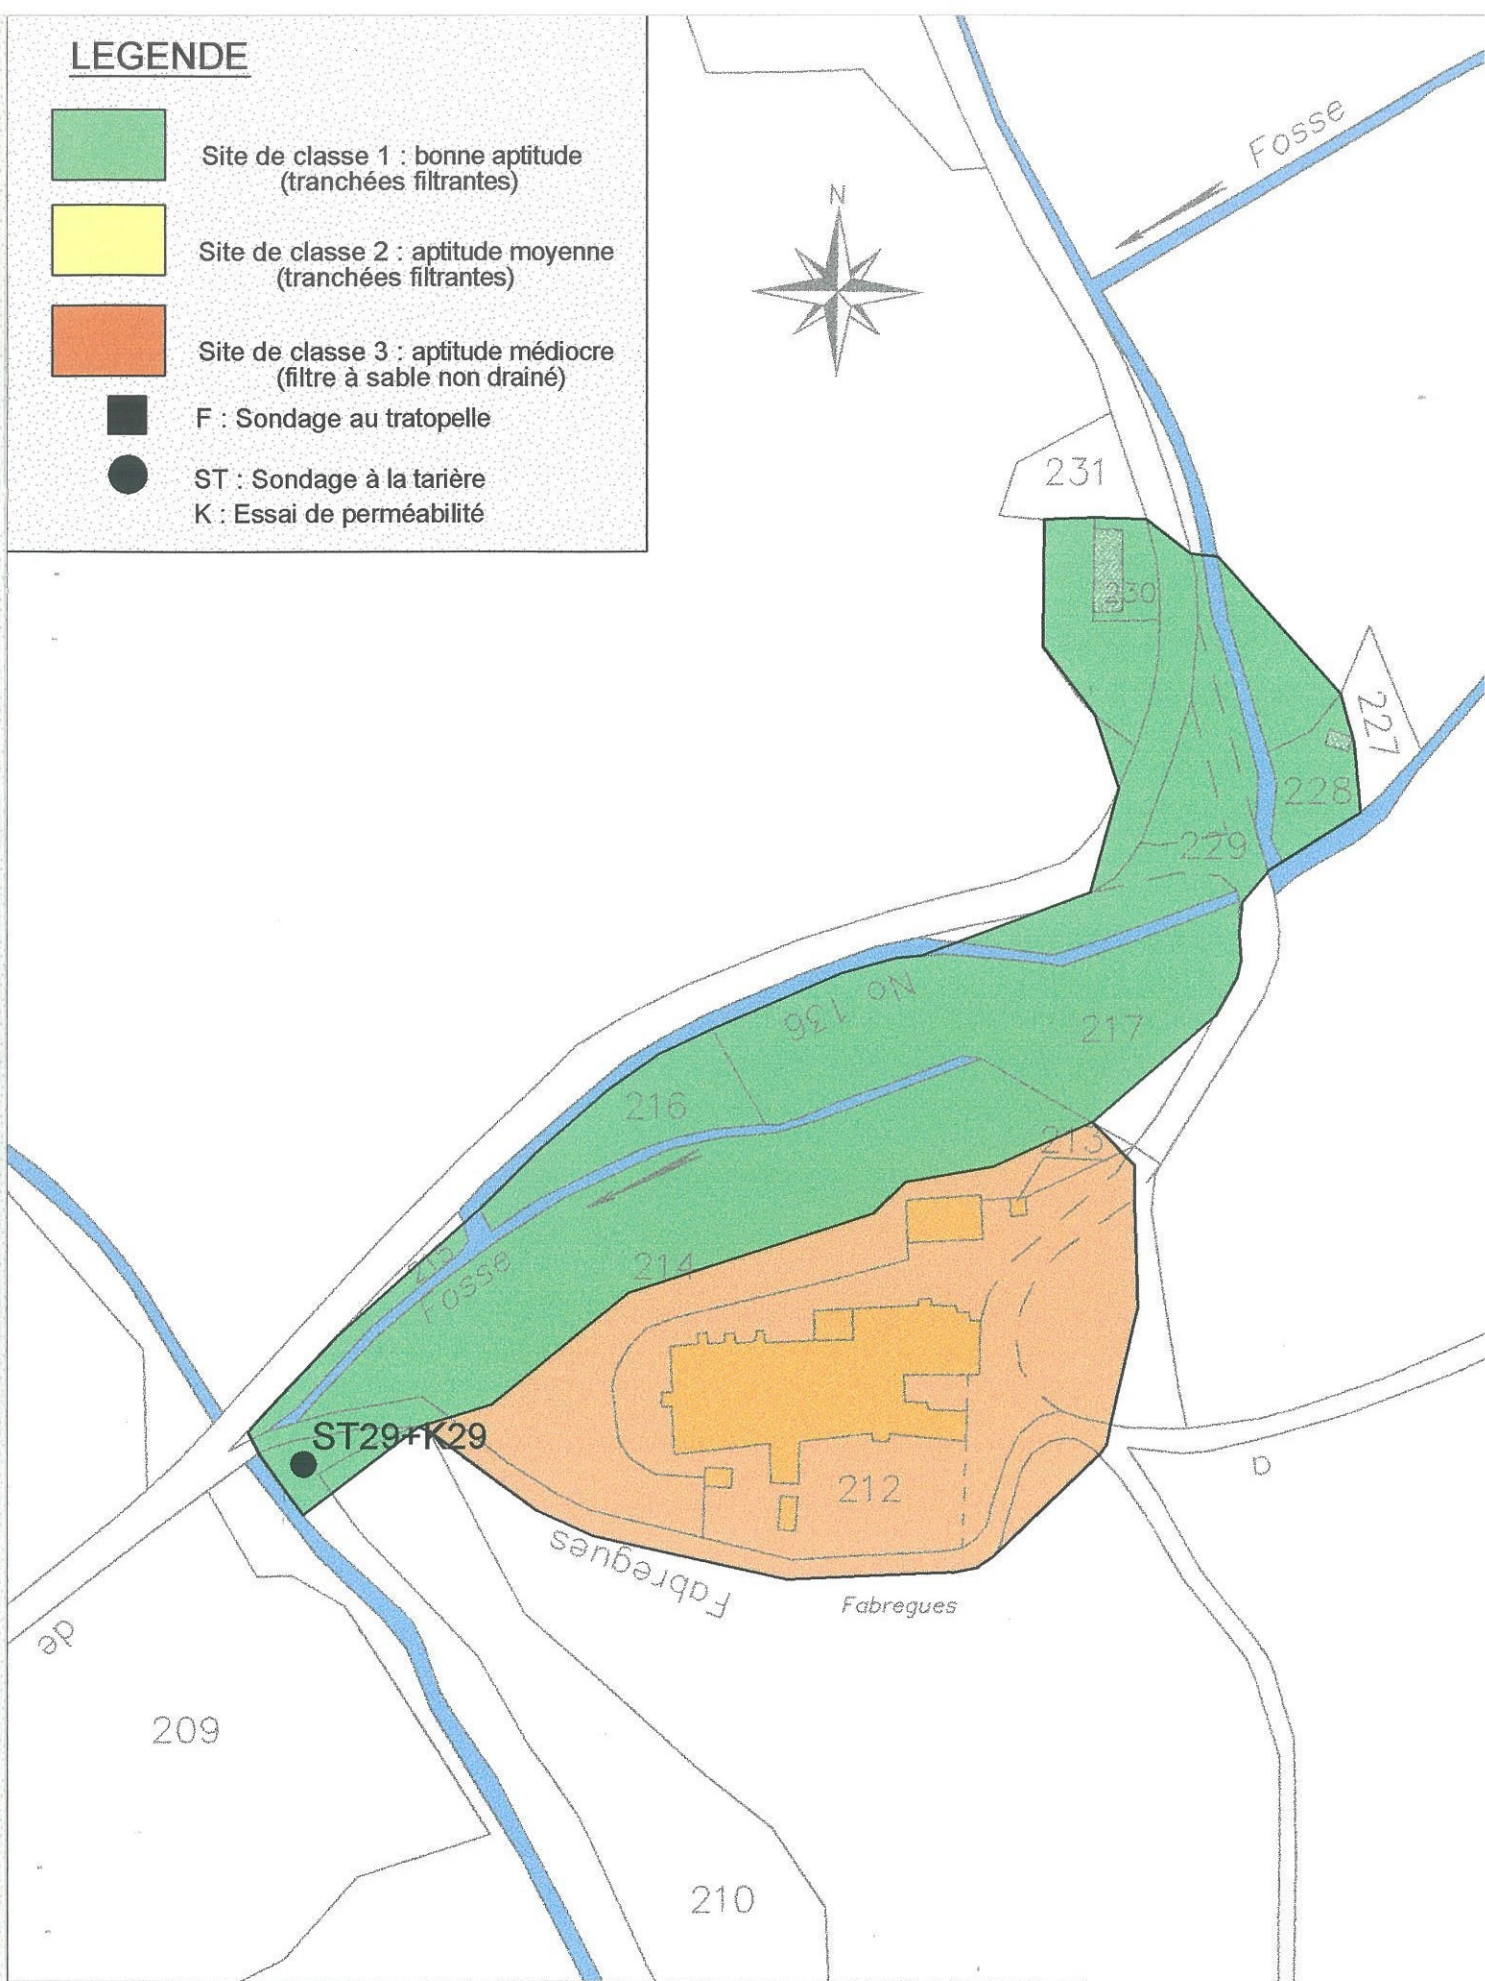 LEGENDE
Site de classe 1 : bonne aptitude
(tranchées filtrantes)
Site de classe 2 : aptitude moyenne
(tranchées filtrantes)
Site de classe 3 : aptitude médiocre
(filtre à sable non drainé)
F : Sondage au tratopelle
ST : Sondage à la tarière
K : Essai de perméabilité
N
Fosse
231
230
227
228
229
No 136
217
216
213
215
Fosse
214
ST29+K29
212
a
Fabregues
Fabregues
de
209
210